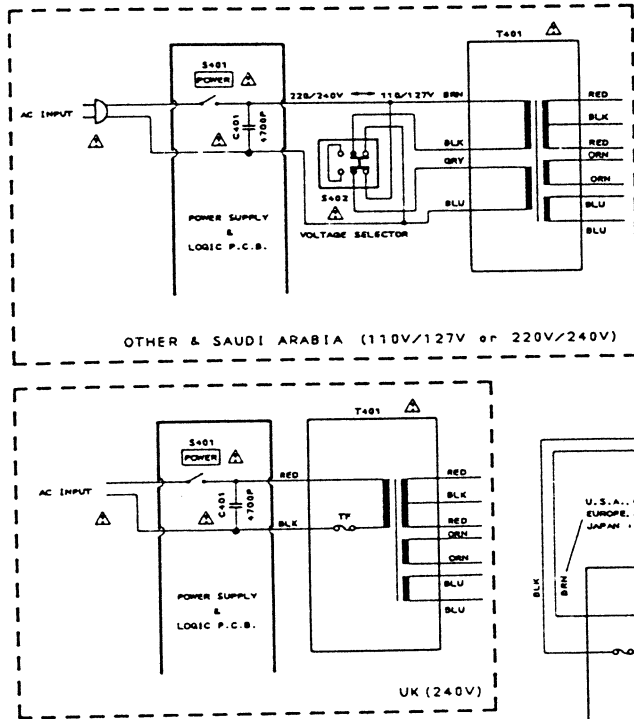 T401
S401
POWER
220/240V ↔ 110/127V
BRN
RED
AC INPUT
C401
4700P
BLK
BLK
RED
GRY
ORN
ORN
S402
BLU
BLU
BLU
POWER SUPPLY
&
LOGIC P.C.B.
VOLTAGE SELECTOR
OTHER & SAUDI ARABIA (110V/127V or 220V/240V)
T401
S401
POWER
RED
RED
AC INPUT
C401
4700P
BLK
BLK
TF
RED
ORN
ORN
BLU
BLU
POWER SUPPLY
&
LOGIC P.C.B.
UK (240V)
U.S.A.,
EUROPE,
JAPAN
BLK
BRN